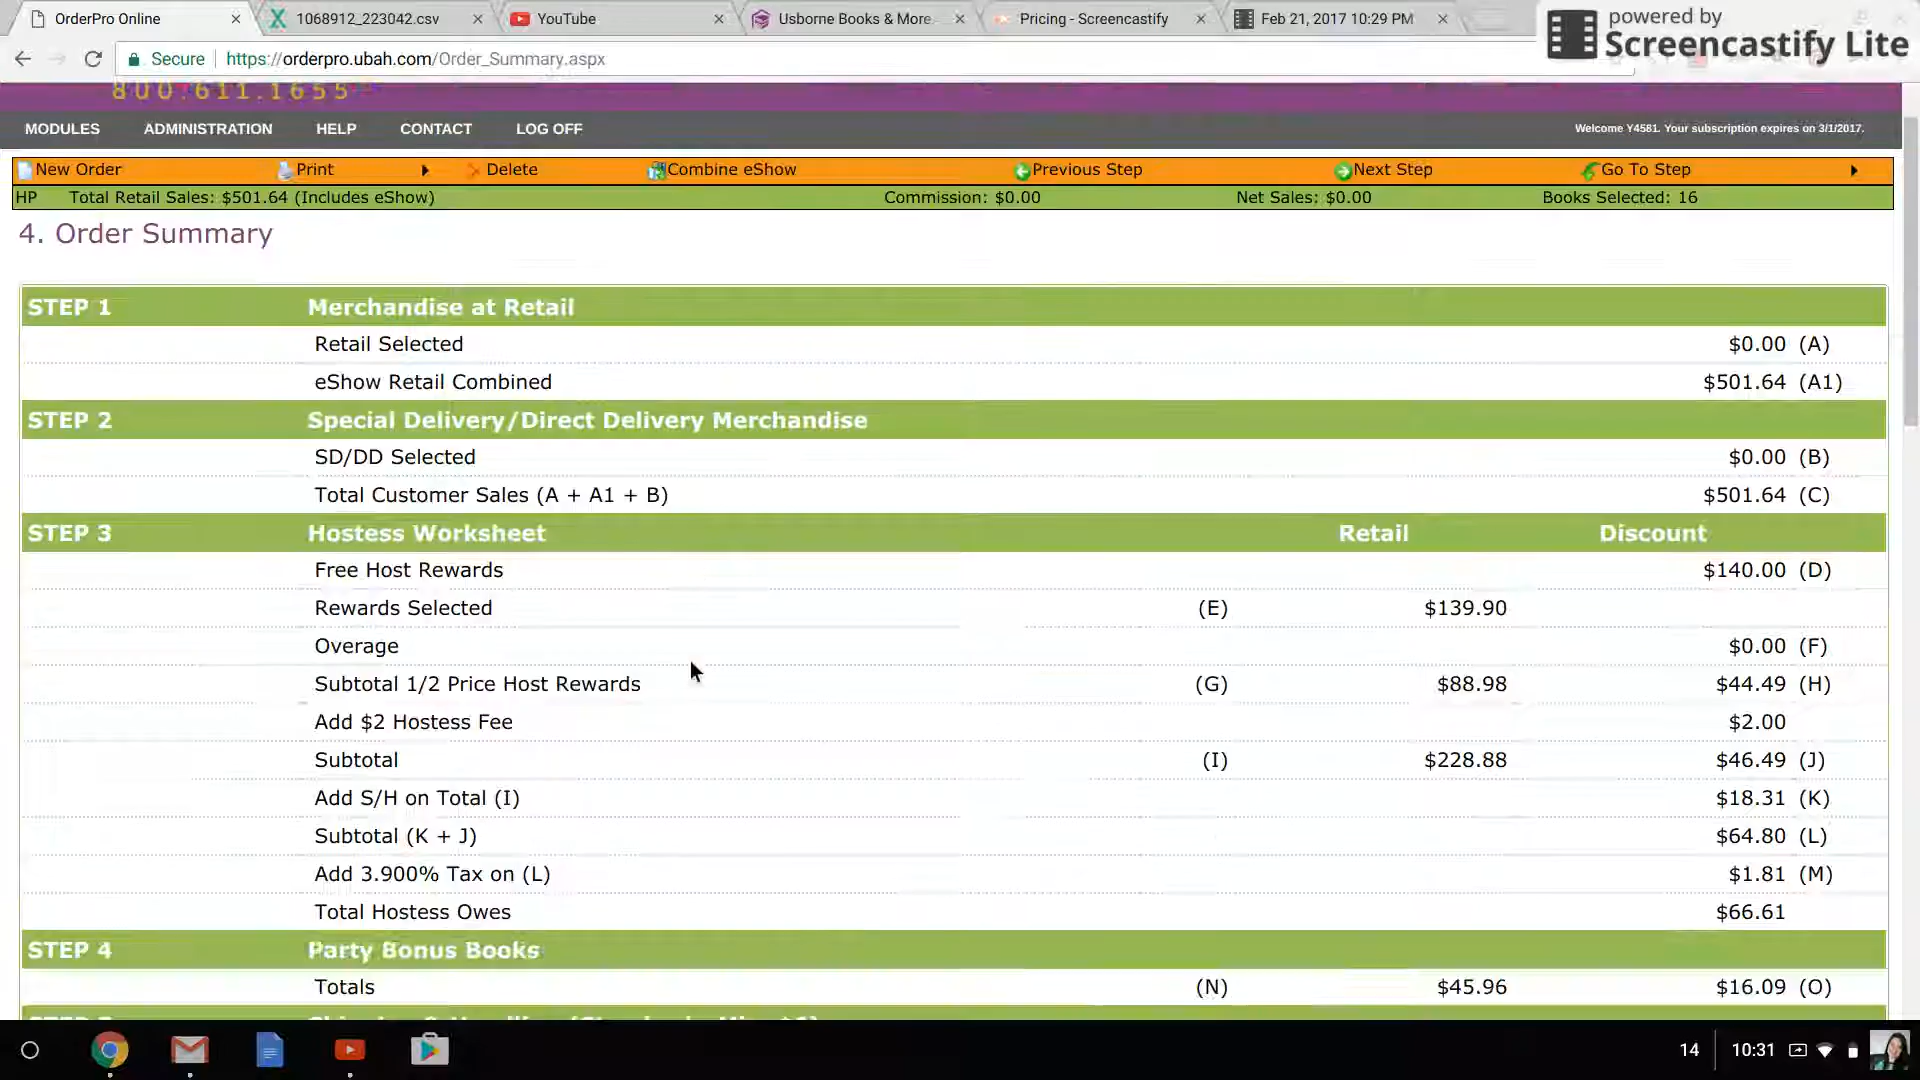 OrderPro Online
1068912_223042.csv
YouTube
Usborne Books & More
Pricing - Screencastify
Feb 21, 2017 10:29 PM
powered by
Screencastify Lite
Secure
https://orderpro.ubah.com/Order_Summary.aspx
800.611.1655
MODULES ADMINISTRATION HELP CONTACT LOG OFF
Welcome Y4581. Your subscription expires on 3/1/2017.
New Order Print Delete Combine eShow Previous Step Next Step Go To Step
HP Total Retail Sales: $501.64 (Includes eShow) Commission: $0.00 Net Sales: $0.00 Books Selected: 16
4. Order Summary
STEP 1 Merchandise at Retail
Retail Selected $0.00 (A)
eShow Retail Combined $501.64 (A1)
STEP 2 Special Delivery/Direct Delivery Merchandise
SD/DD Selected $0.00 (B)
Total Customer Sales (A + A1 + B) $501.64 (C)
STEP 3 Hostess Worksheet Retail Discount
Free Host Rewards $140.00 (D)
Rewards Selected (E) $139.90
Overage $0.00 (F)
Subtotal 1/2 Price Host Rewards (G) $88.98 $44.49 (H)
Add $2 Hostess Fee $2.00
Subtotal (I) $228.88 $46.49 (J)
Add S/H on Total (I) $18.31 (K)
Subtotal (K + J) $64.80 (L)
Add 3.900% Tax on (L) $1.81 (M)
Total Hostess Owes $66.61
STEP 4 Party Bonus Books
Totals (N) $45.96 $16.09 (O)
14 10:31